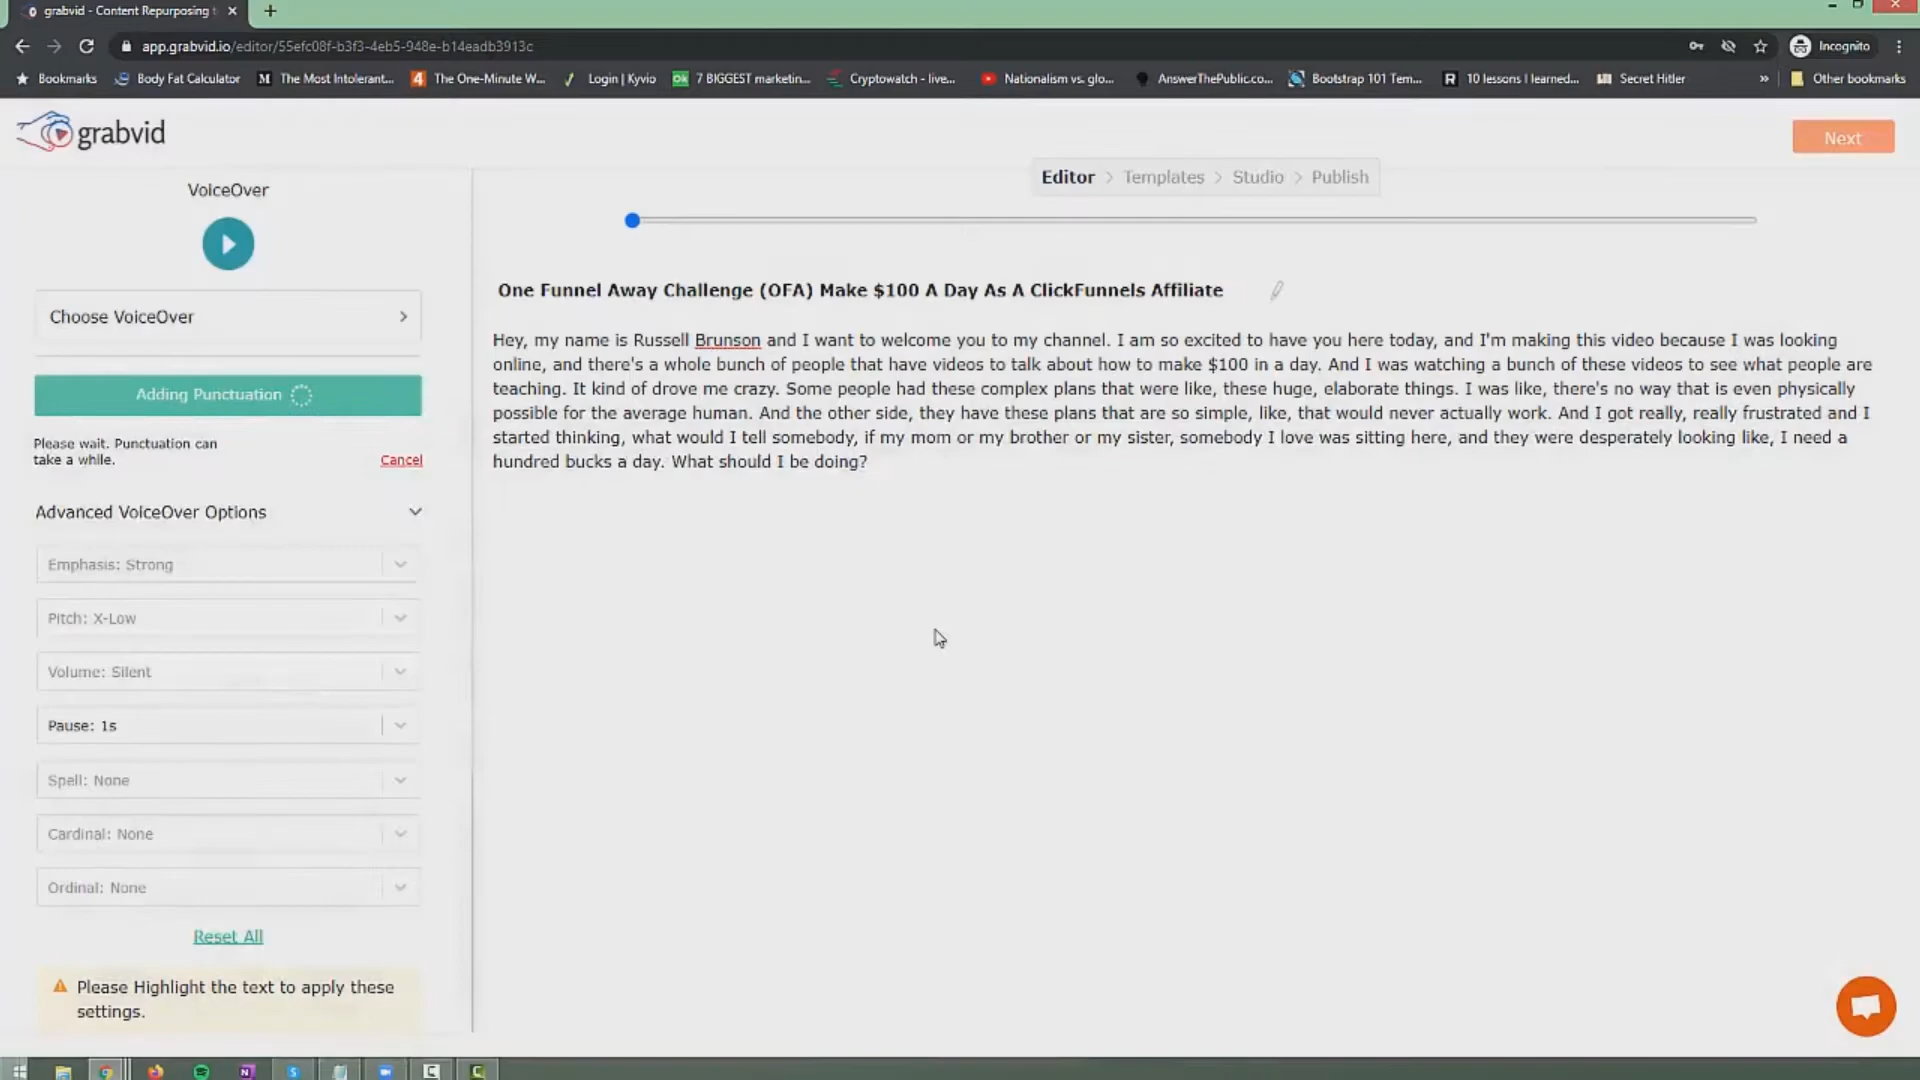 grabvid - Content Repurposing t
app.grabvid.io/editor/55efc08f-b3f3-4eb5-948e-b14eadb3913c
Incognito
Bookmarks
Body Fat Calculator
M The Most Intolerant...
4 The One-Minute W...
Login | Kyvio
7 BIGGEST marketin...
Cryptowatch - live...
Nationalism vs. glo...
AnswerThePublic.co...
Bootstrap 101 Tem...
R 10 lessons I learned...
Secret Hitler
»
Other bookmarks
grabvid
Next
Editor > Templates > Studio > Publish
VoiceOver
Choose VoiceOver
Adding Punctuation
Please wait. Punctuation can
take a while.
Cancel
Advanced VoiceOver Options
Emphasis: Strong
Pitch: X-Low
Volume: Silent
Pause: 1s
Spell: None
Cardinal: None
Ordinal: None
Reset All
Please Highlight the text to apply these
settings.
One Funnel Away Challenge (OFA) Make $100 A Day As A ClickFunnels Affiliate
Hey, my name is Russell Brunson and I want to welcome you to my channel. I am so excited to have you here today, and I'm making this video because I was looking
online, and there's a whole bunch of people that have videos to talk about how to make $100 in a day. And I was watching a bunch of these videos to see what people are
teaching. It kind of drove me crazy. Some people had these complex plans that were like, these huge, elaborate things. I was like, there's no way that is even physically
possible for the average human. And the other side, they have these plans that are so simple, like, that would never actually work. And I got really, really frustrated and I
started thinking, what would I tell somebody, if my mom or my brother or my sister, somebody I love was sitting here, and they were desperately looking like, I need a
hundred bucks a day. What should I be doing?